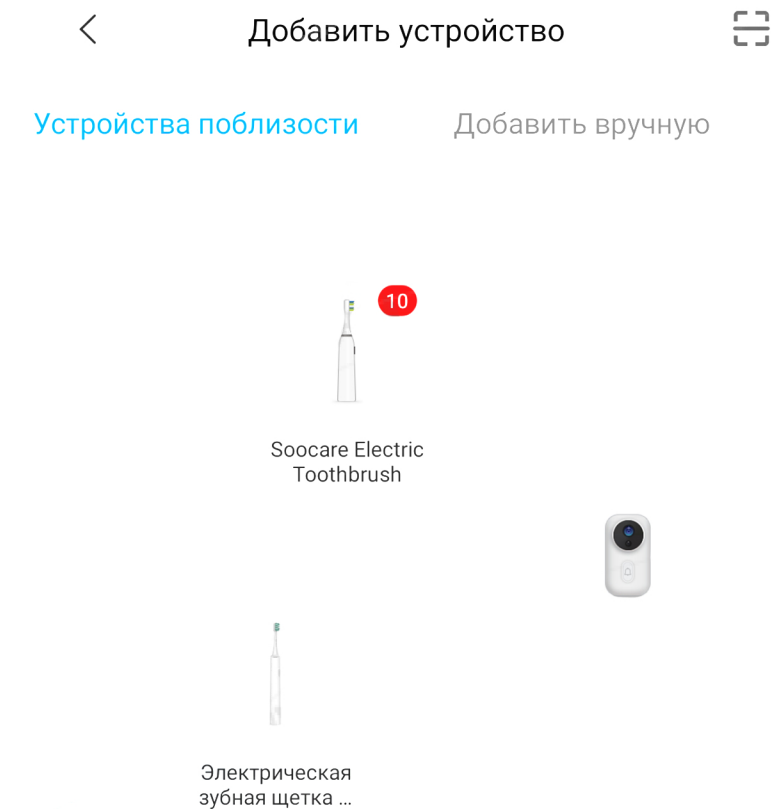 Добавить устройство
Устройства поблизости
Добавить вручную
10
Soocare Electric
Toothbrush
Электрическая
зубная щетка ...